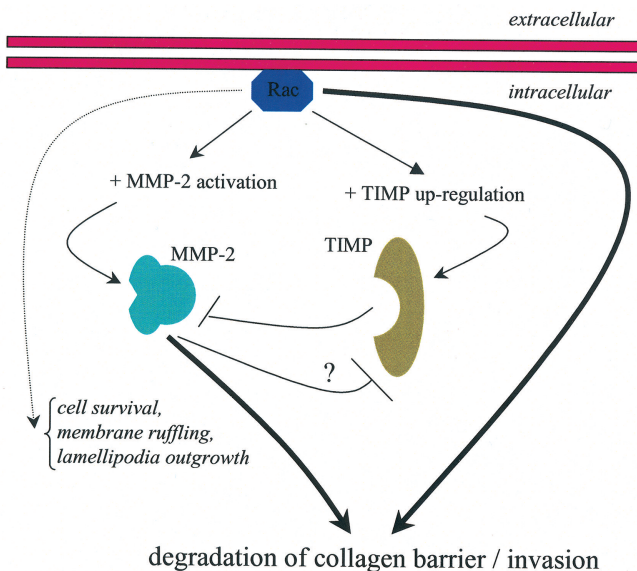 extracellular
intracellular
Rac
+ MMP-2 activation
+ TIMP up-regulation
MMP-2
TIMP
?
cell survival,
membrane ruffling,
lamellipodia outgrowth
degradation of collagen barrier / invasion